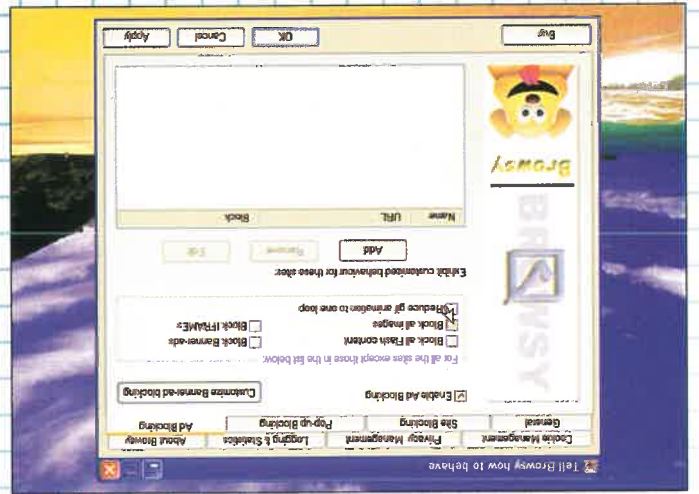 Tell Browsy how to behave
Cookie Management
Privacy Management
Logging & Statistics
About Browsy
General
Site Blocking
Pop-up Blocking
Ad Blocking
Enable Ad Blocking
Customize Banner-ad blocking
For all the sites except those in the list below:
Block all Flash content
Block Banner-ads
Block all images
Block IFRAMEs
Reduce gif animation to one loop
Exhibit customized behaviour for these sites:
Add
Remove
Edit
Name
URL
Block
BROWSY
Browsy
Buy
OK
Cancel
Apply